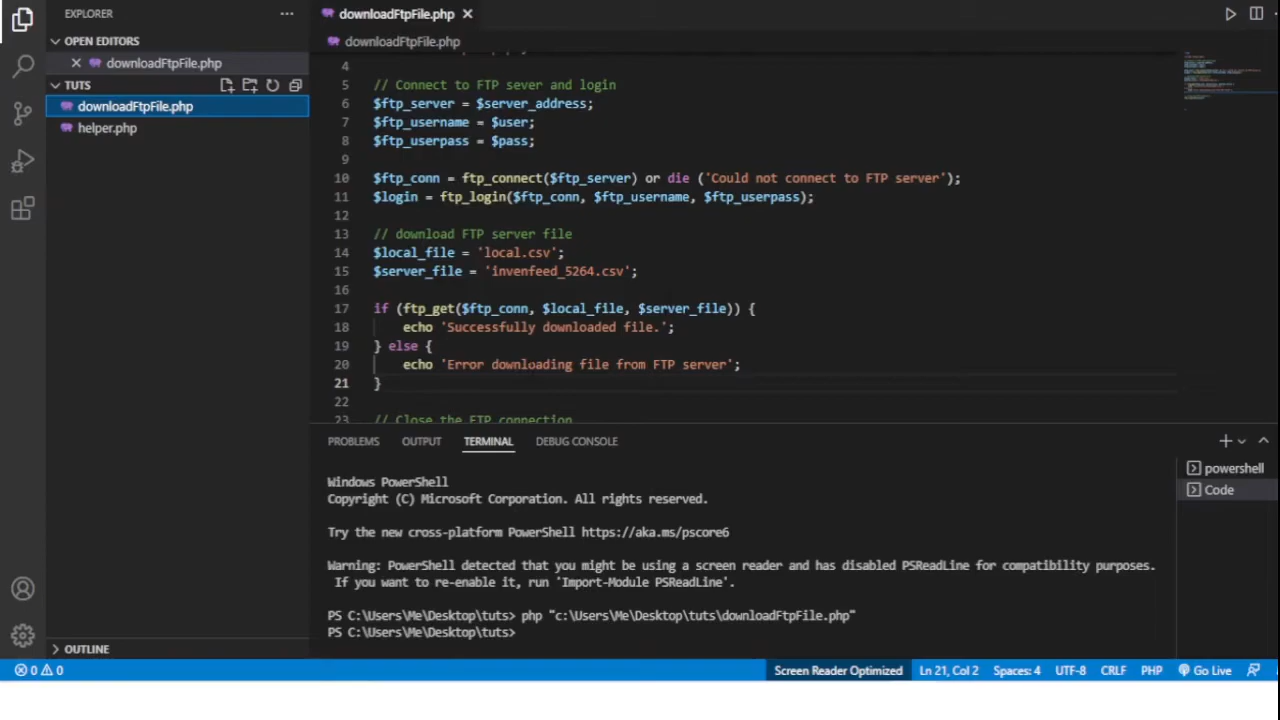 EXPLORER
downloadFtpFile.php
OPEN EDITORS
downloadFtpFile.php
TUTS
downloadFtpFile.php
helper.php
OUTLINE
downloadFtpFile.php
4
5 // Connect to FTP sever and login
6 $ftp_server = $server_address;
7 $ftp_username = $user;
8 $ftp_userpass = $pass;
9
10 $ftp_conn = ftp_connect($ftp_server) or die ('Could not connect to FTP server');
11 $login = ftp_login($ftp_conn, $ftp_username, $ftp_userpass);
12
13 // download FTP server file
14 $local_file = 'local.csv';
15 $server_file = 'invenfeed_5264.csv';
16
17 if (ftp_get($ftp_conn, $local_file, $server_file)) {
18 echo 'Successfully downloaded file.';
19 } else {
20 echo 'Error downloading file from FTP server';
21 }
22
23 // Close the FTP connection
PROBLEMS OUTPUT TERMINAL DEBUG CONSOLE
powershell
Code
Windows PowerShell
Copyright (C) Microsoft Corporation. All rights reserved.
Try the new cross-platform PowerShell https://aka.ms/pscore6
Warning: PowerShell detected that you might be using a screen reader and has disabled PSReadLine for compatibility purposes.
If you want to re-enable it, run 'Import-Module PSReadLine'.
PS C:\Users\Me\Desktop\tuts> php "c:\Users\Me\Desktop\tuts\downloadFtpFile.php"
PS C:\Users\Me\Desktop\tuts>
0 0 Screen Reader Optimized Ln 21, Col 2 Spaces: 4 UTF-8 CRLF PHP Go Live